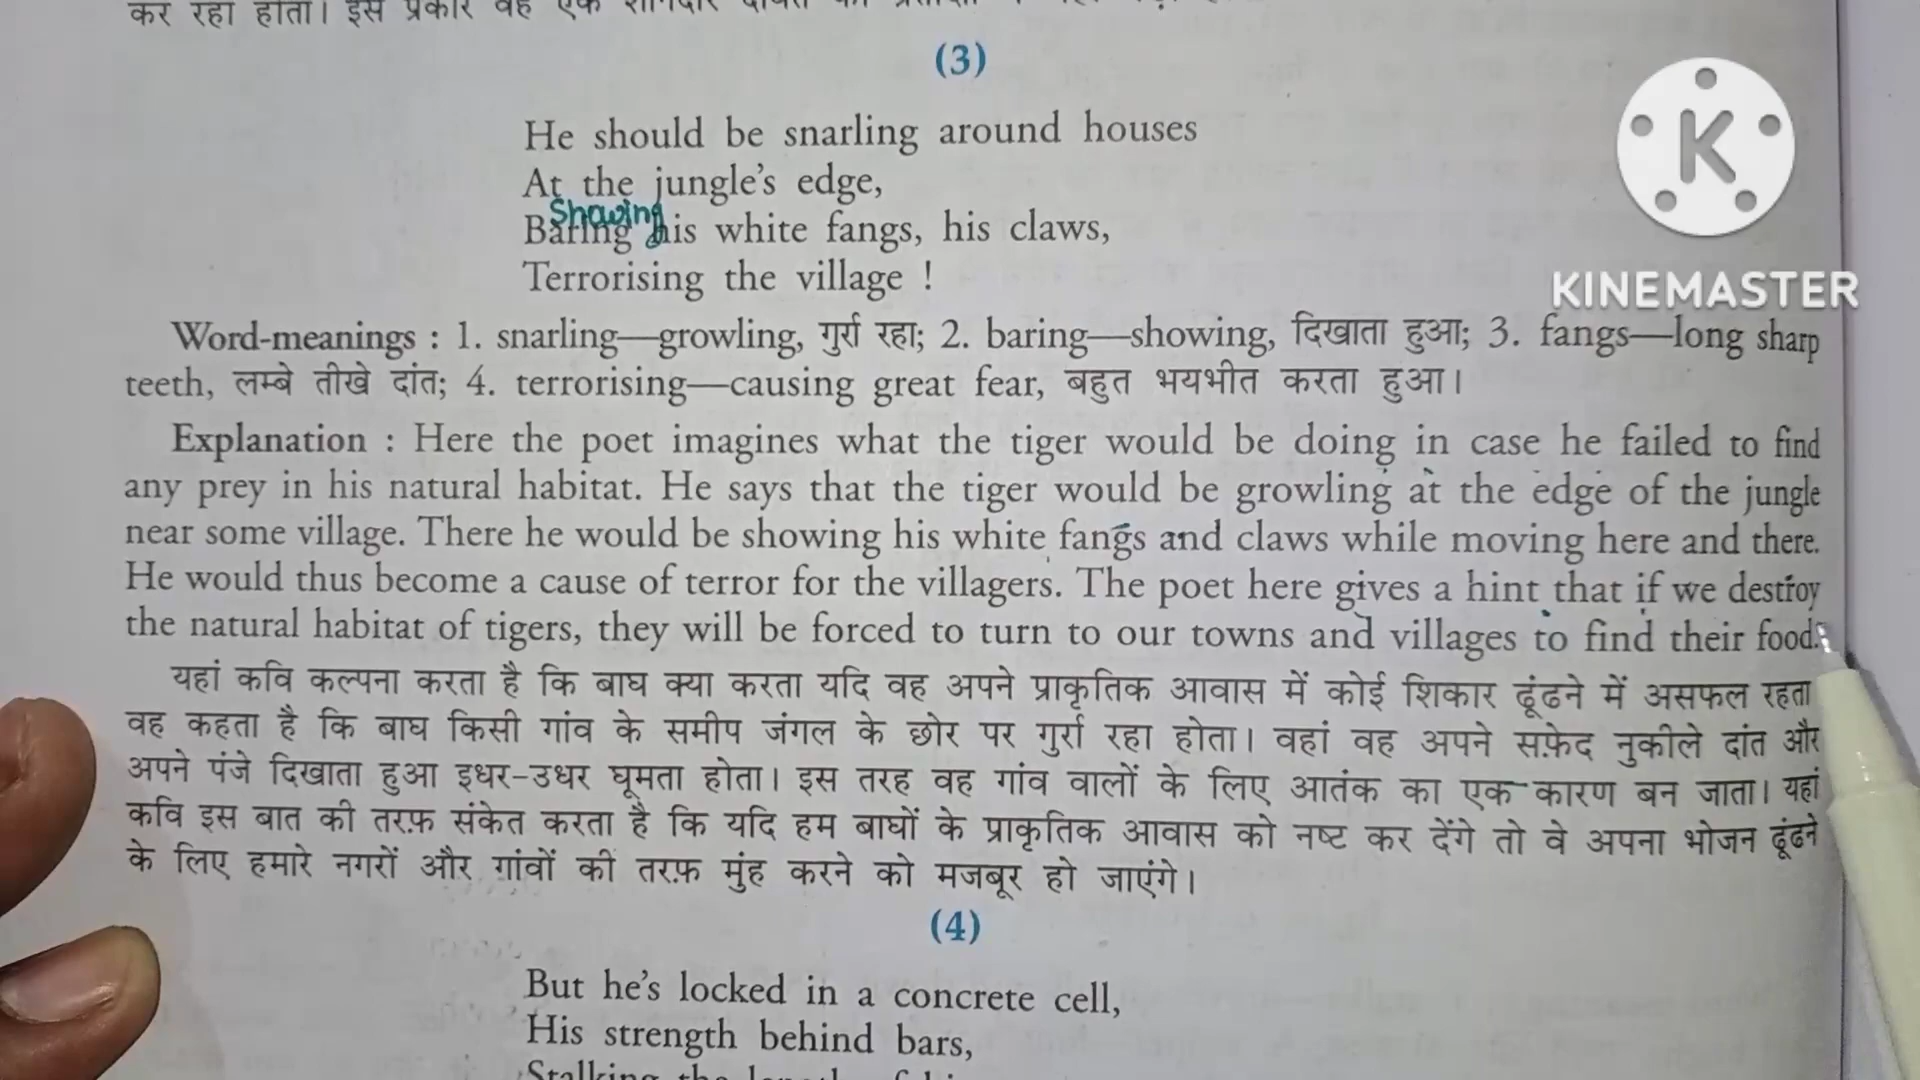 कर रहा होता। इस प्रकार वह एक शानदार दावत
(3)
He should be snarling around houses
At the jungle's edge,
Showing
Baring his white fangs, his claws,
Terrorising the village !
KINEMASTER
Word-meanings : 1. snarling—growling, गुर्रा रहा; 2. baring—showing, दिखाता हुआ; 3. fangs—long sharp
teeth, लम्बे तीखे दांत; 4. terrorising—causing great fear, बहुत भयभीत करता हुआ।
Explanation : Here the poet imagines what the tiger would be doing in case he failed to find
any prey in his natural habitat. He says that the tiger would be growling at the edge of the jungle
near some village. There he would be showing his white fangs and claws while moving here and there.
He would thus become a cause of terror for the villagers. The poet here gives a hint that if we destroy
the natural habitat of tigers, they will be forced to turn to our towns and villages to find their food.
यहां कवि कल्पना करता है कि बाघ क्या करता यदि वह अपने प्राकृतिक आवास में कोई शिकार ढूंढने में असफल रहता
वह कहता है कि बाघ किसी गांव के समीप जंगल के छोर पर गुर्रा रहा होता। वहां वह अपने सफ़ेद नुकीले दांत और
अपने पंजे दिखाता हुआ इधर-उधर घूमता होता। इस तरह वह गांव वालों के लिए आतंक का एक कारण बन जाता। यहां
कवि इस बात की तरफ़ संकेत करता है कि यदि हम बाघों के प्राकृतिक आवास को नष्ट कर देंगे तो वे अपना भोजन ढूंढने
के लिए हमारे नगरों और गांवों की तरफ़ मुंह करने को मजबूर हो जाएंगे।
(4)
But he's locked in a concrete cell,
His strength behind bars,
Stalking the length of